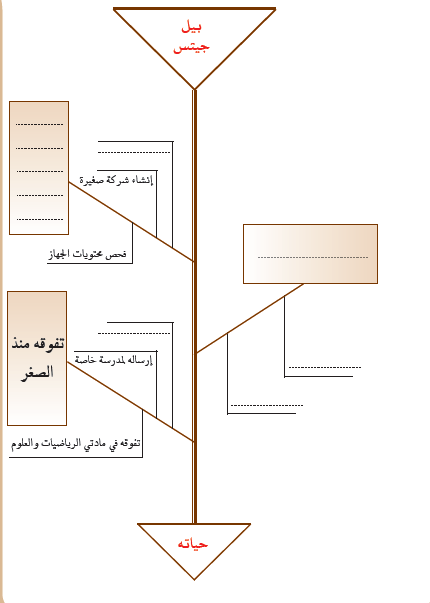 بيل
جيتس
إنشاء شركة صغيرة
فحص محتويات الجهاز
تفوقه منذ
الصغر
إرساله لمدرسة خاصة
تفوقه في مادتي الرياضيات والعلوم
حياته